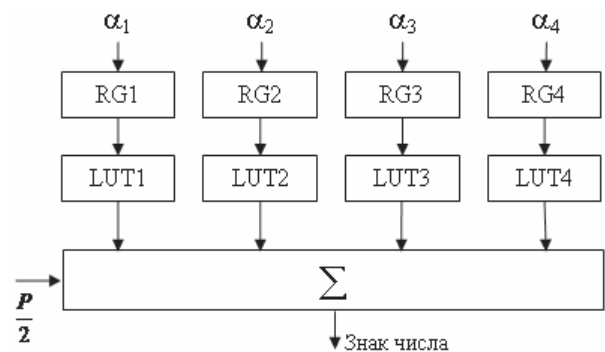 α₁ α₂ α₃ α₄
RG1 RG2 RG3 RG4
LUT1 LUT2 LUT3 LUT4
∑
P/2
Знак числа